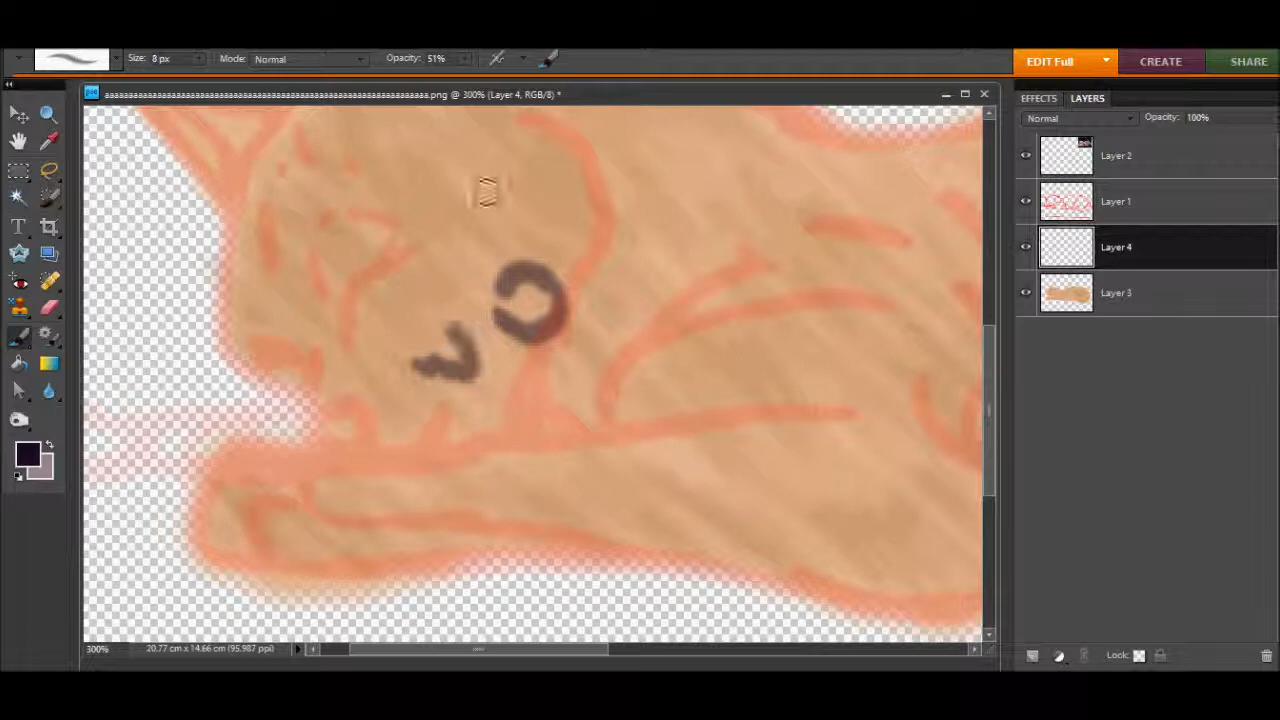 Size: 8 px Mode: Normal Opacity: 51% EDIT Full CREATE SHARE
.png @ 300% (Layer 4, RGB/8) *
EFFECTS LAYERS
Normal Opacity: 100%
Layer 2
Layer 1
Layer 4
Layer 3
300% 20.77 cm x 14.66 cm (95.987 ppi)
Lock: